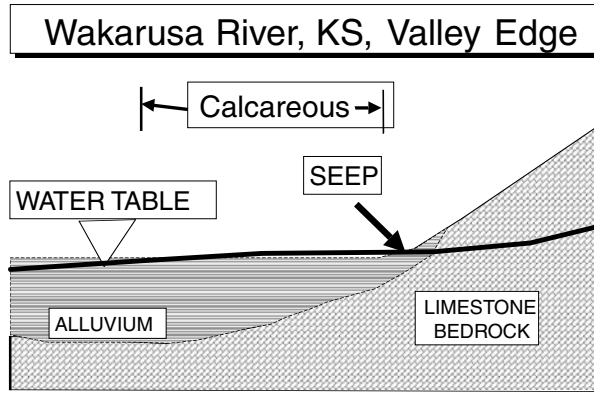 Wakarusa River, KS, Valley Edge
Calcareous
SEEP
WATER TABLE
ALLUVIUM
LIMESTONE
BEDROCK